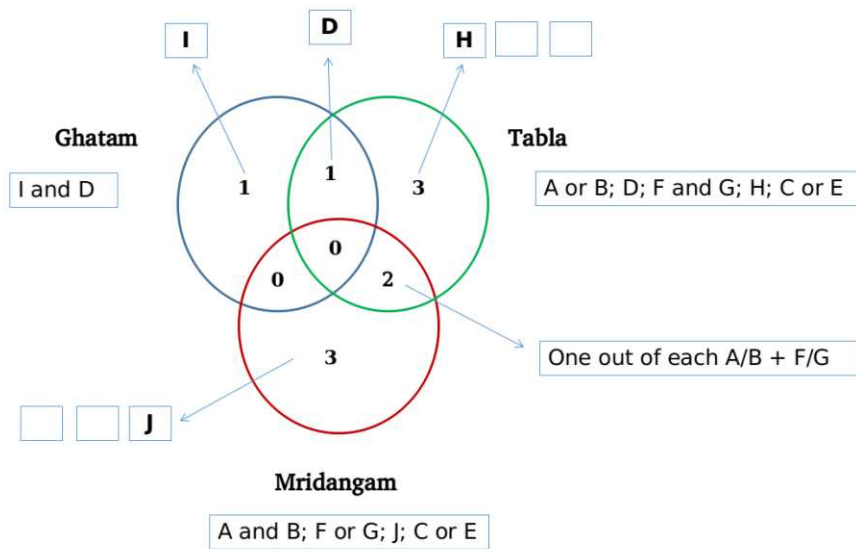 I
D
H
Ghatam
Tabla
I and D
A or B; D; F and G; H; C or E
1
1
3
0
0
2
One out of each A/B + F/G
3
J
Mridangam
A and B; F or G; J; C or E